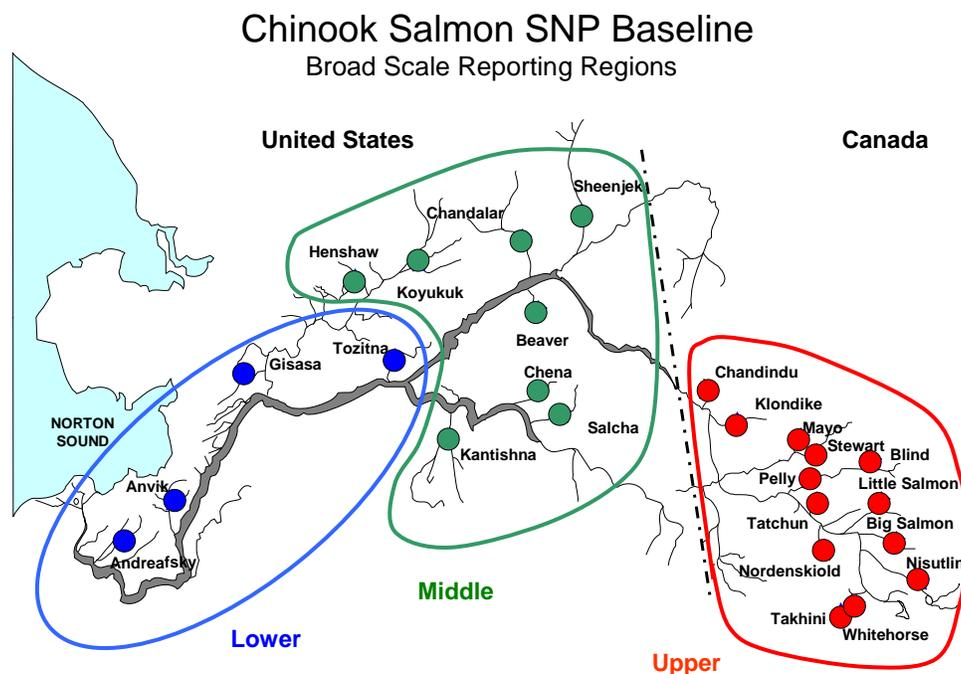 Chinook Salmon SNP Baseline
Broad Scale Reporting Regions
United States
Canada
Sheenjek
Chandalar
Henshaw
Koyukuk
Beaver
Tozitna
Gisasa
Chena
Chandindu
Klondike
NORTON
SOUND
Salcha
Mayo
Stewart
Kantishna
Blind
Pelly
Little Salmon
Anvik
Tatchun
Big Salmon
Andreafsky
Nordenskiold
Nisutlin
Middle
Takhini
Whitehorse
Lower
Upper